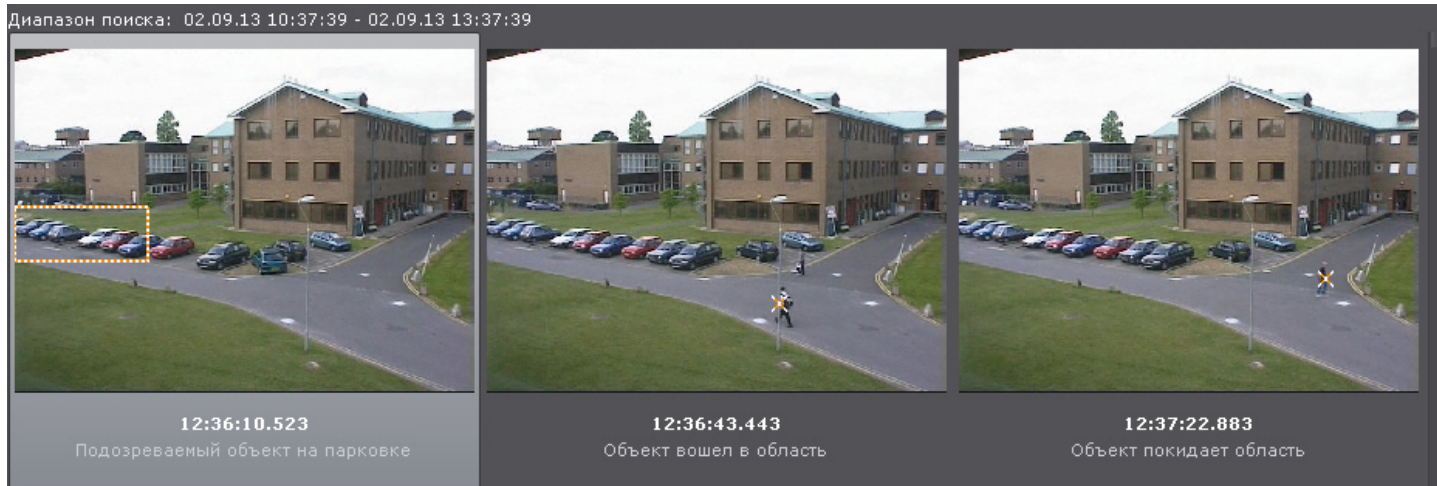 Диапазон поиска: 02.09.13 10:37:39 - 02.09.13 13:37:39
12:36:10.523
Подозреваемый объект на парковке
12:36:43.443
Объект вошел в область
12:37:22.883
Объект покидает область